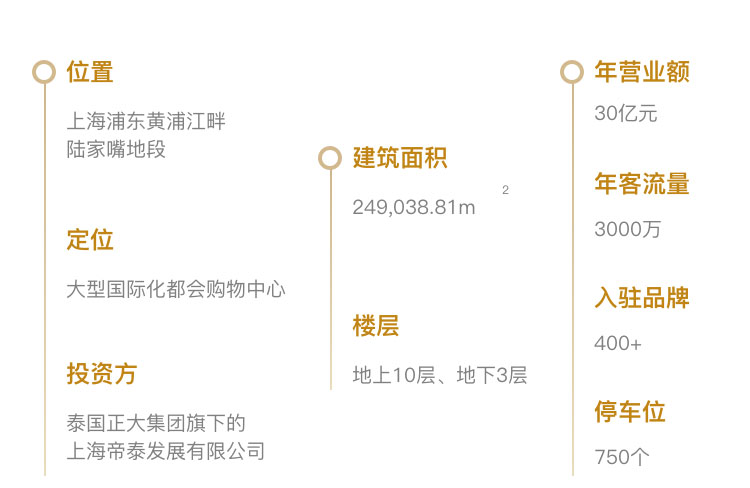 位置
上海浦东黄浦江畔
陆家嘴地段
定位
大型国际化都会购物中心
投资方
泰国正大集团旗下的
上海帝泰发展有限公司
建筑面积
249,038.81m²
楼层
地上10层、地下3层
年营业额
30亿元
年客流量
3000万
入驻品牌
400+
停车位
750个